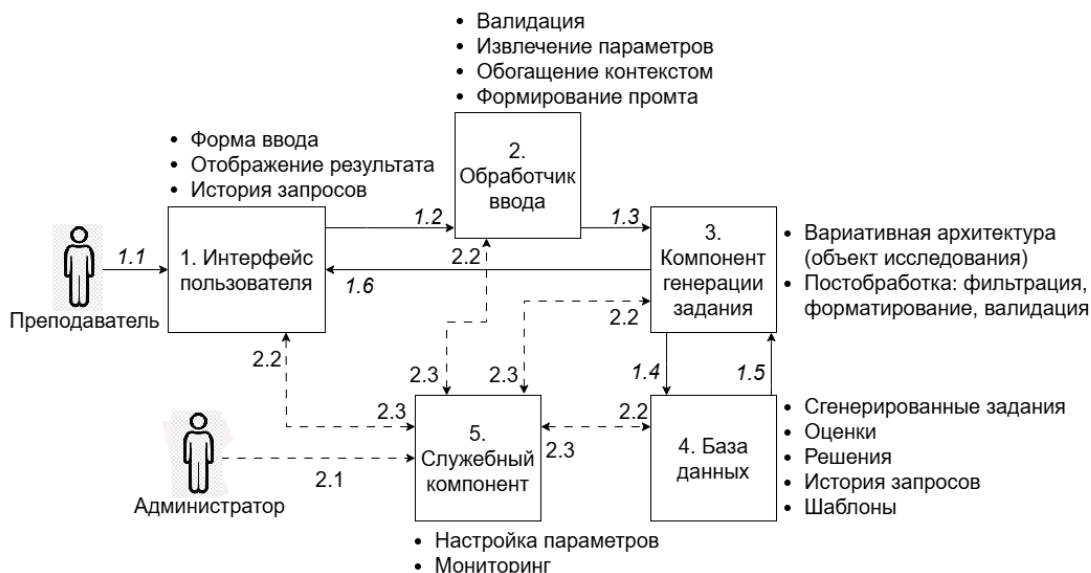 • Валидация
• Извлечение параметров
• Обогащение контекстом
• Формирование промта
• Форма ввода
• Отображение результата
• История запросов
2.
Обработчик
ввода
1.1
1. Интерфейс
пользователя
1.2
1.3
2.2
1.6
3.
Компонент
генерации
задания
• Вариативная архитектура
(объект исследования)
• Постобработка: фильтрация,
форматирование, валидация
Преподаватель
2.2
2.2
2.3
2.3
1.4
1.5
2.3
5.
Служебный
компонент
2.2
2.3
4. База
данных
• Сгенерированные задания
• Оценки
• Решения
• История запросов
• Шаблоны
2.1
Администратор
• Настройка параметров
• Мониторинг